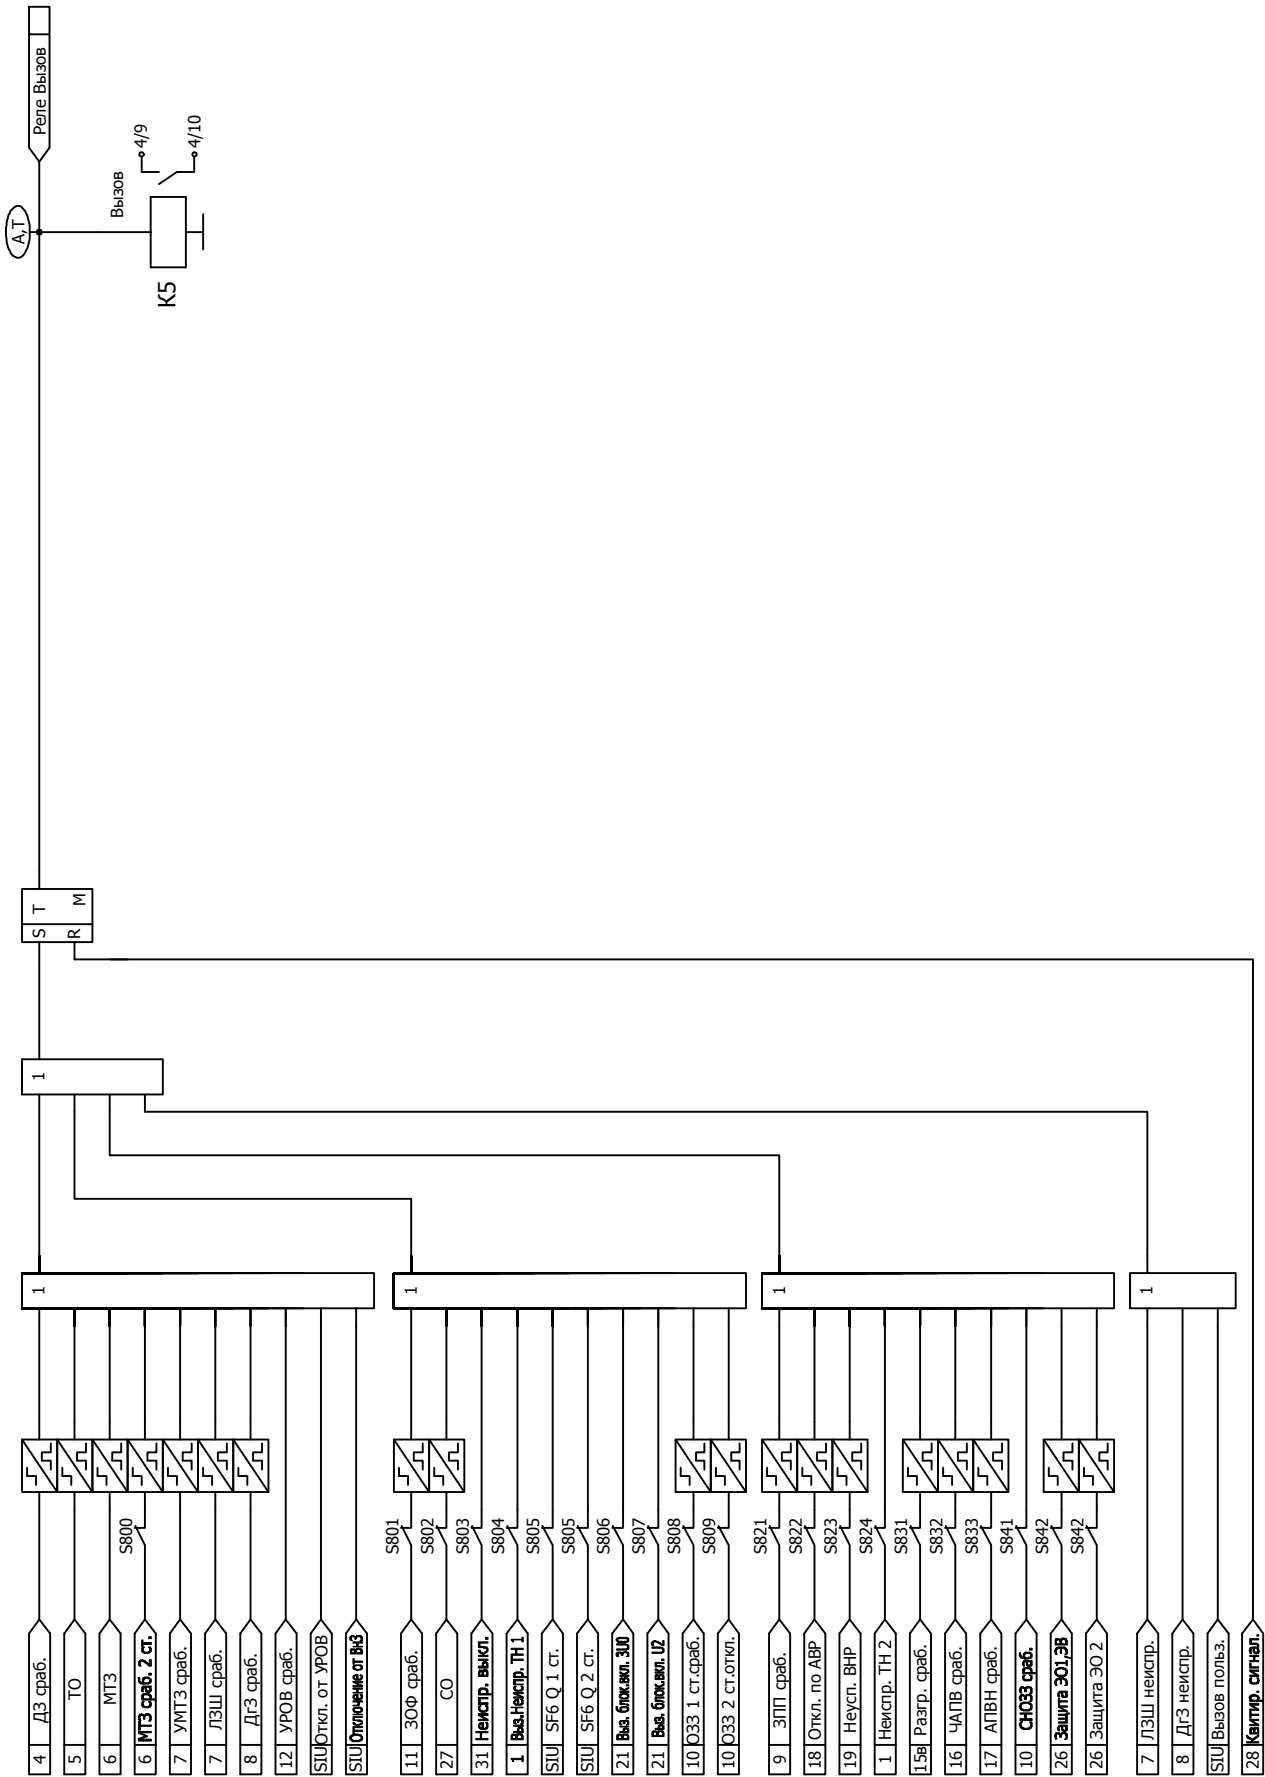 Реле Вызов
А,Т
Вызов
4/9
4/10
K5
S T
R M
1
1
1
1
1
S800
S801
S802
S803
S804
S805
S805
S806
S807
S808
S809
S821
S822
S823
S824
S831
S832
S833
S841
S842
S842
4 ДЗ сраб.
5 ТО
6 МТЗ
6 МТЗ сраб. 2 ст.
7 УМТЗ сраб.
7 ЛЗШ сраб.
8 ДгЗ сраб.
12 УРОВ сраб.
SIU Откл. от УРОВ
SIU Отключение от ВнЗ
11 ЗОФ сраб.
27 СО
31 Неиспр. выкл.
1 Выз.Неиспр. ТН 1
SIU SF6 Q 1 ст.
SIU SF6 Q 2 ст.
21 Выз. блок.вкл. 3U0
21 Выз. блок.вкл. U2
10 ОЗЗ 1 ст.сраб.
10 ОЗЗ 2 ст.откл.
9 ЗПП сраб.
18 Откл. по АВР
19 Неусп. ВНР
1 Неиспр. ТН 2
15в Разгр. сраб.
16 ЧАПВ сраб.
17 АПВН сраб.
10 СНОЗЗ сраб.
26 Защита ЭО1,ЭВ
26 Защита ЭО 2
7 ЛЗШ неиспр.
8 ДгЗ неиспр.
SIU Вызов польз.
28 Квитир. сигнал.